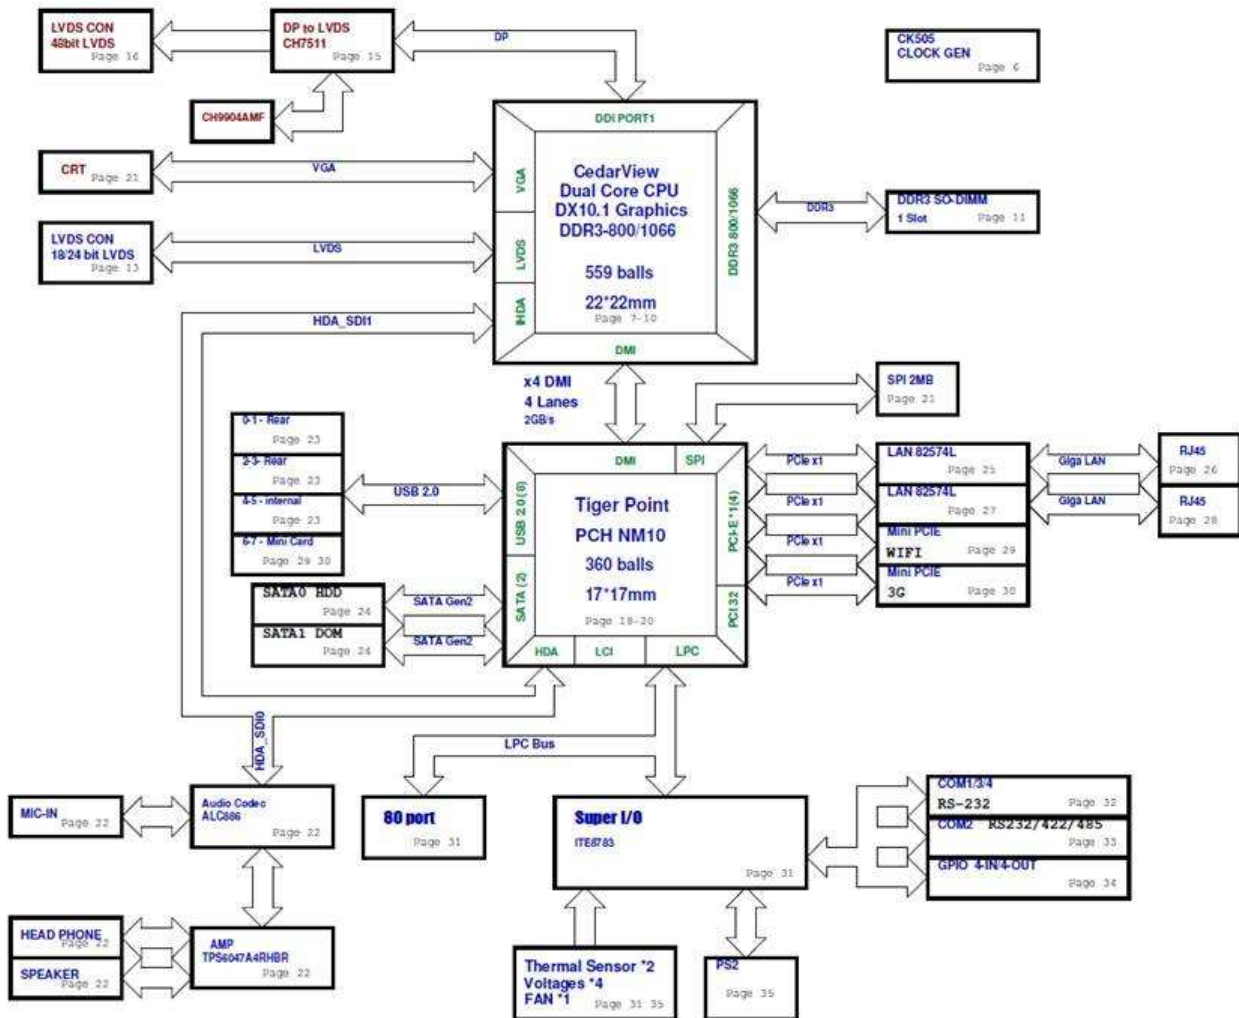 LVDS CON
48bit LVDS
Page 16
DP to LVDS
CH7511
Page 15
DP
CK505
CLOCK GEN
Page 6
CH9904AMF
DDI PORT1
CRT
Page 21
VGA
VGA
CedarView
Dual Core CPU
DX10.1 Graphics
DDR3-800/1066
559 balls
22*22mm
Page 7-10
DDR3 800/1066
DDR3
DDR3 SO-DIMM
1 Slot
Page 11
LVDS CON
18/24 bit LVDS
Page 13
LVDS
LVDS
HDA_SDI1
IHDA
DMI
x4 DMI
4 Lanes
2GB/s
SPI 2MB
Page 21
0-1 - Rear
Page 23
2-3- Rear
Page 23
4-5 - internal
Page 23
6-7 - Mini Card
Page 29 30
USB 2.0
USB 2.0(8)
DMI
SPI
Tiger Point
PCH NM10
360 balls
17*17mm
Page 18-20
PCI-E *1(4)
PCI 32
PCIe x1
PCIe x1
PCIe x1
PCIe x1
LAN 82574L
Page 25
LAN 82574L
Page 27
Mini PCIE
WIFI
Page 29
Mini PCIE
3G
Page 30
Giga LAN
Giga LAN
RJ45
Page 26
RJ45
Page 28
SATA0 HDD
Page 24
SATA1 DOM
Page 24
SATA Gen2
SATA Gen2
SATA (2)
HDA
LCI
LPC
HDA_SDI0
LPC Bus
MIC-IN
Page 22
Audio Codec
ALC886
Page 22
80 port
Page 31
Super I/O
ITE8783
Page 31
COM1/3/4
RS-232
Page 32
COM2 RS232/422/485
Page 33
GPIO 4-IN/4-OUT
Page 34
HEAD PHONE
Page 22
SPEAKER
Page 22
AMP
TPS6047A4RHBR
Page 22
Thermal Sensor *2
Voltages *4
FAN *1
Page 31 35
PS2
Page 35